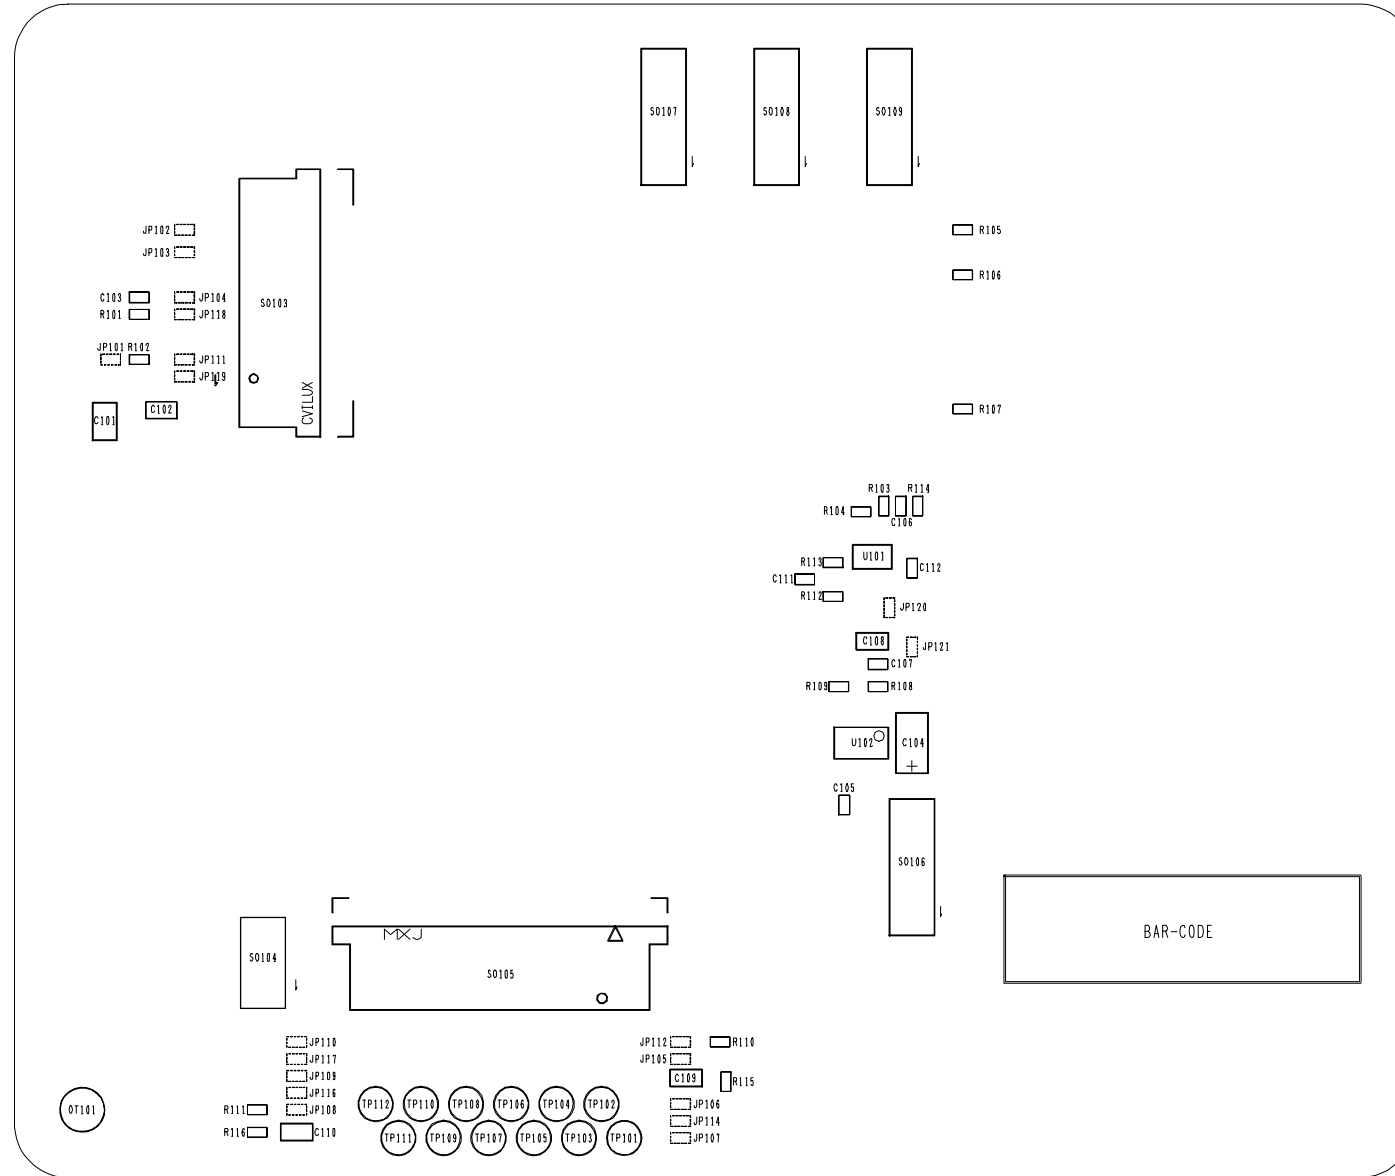 SO107 SO108 SO109
JP102 R105
JP103
R106
C103 JP104 SO103
R101 JP118
JP101 R102 JP111
JP119
CVILUX
C101 C102 R107
R103 R114
R104
C106
R113 U101 C112
C111
R112
JP120
C108 JP121
C107
R109 R108
U102 C104
+
C105
SO106
BAR-CODE
MXJ
SO104
SO105
JP110 JP112 R110
JP117 JP105
JP109 C109 R115
JP116
OT101 R111 JP108 TP112 TP110 TP108 TP106 TP104 TP102 JP106
JP114
R116 C110 TP111 TP109 TP107 TP105 TP103 TP101 JP107